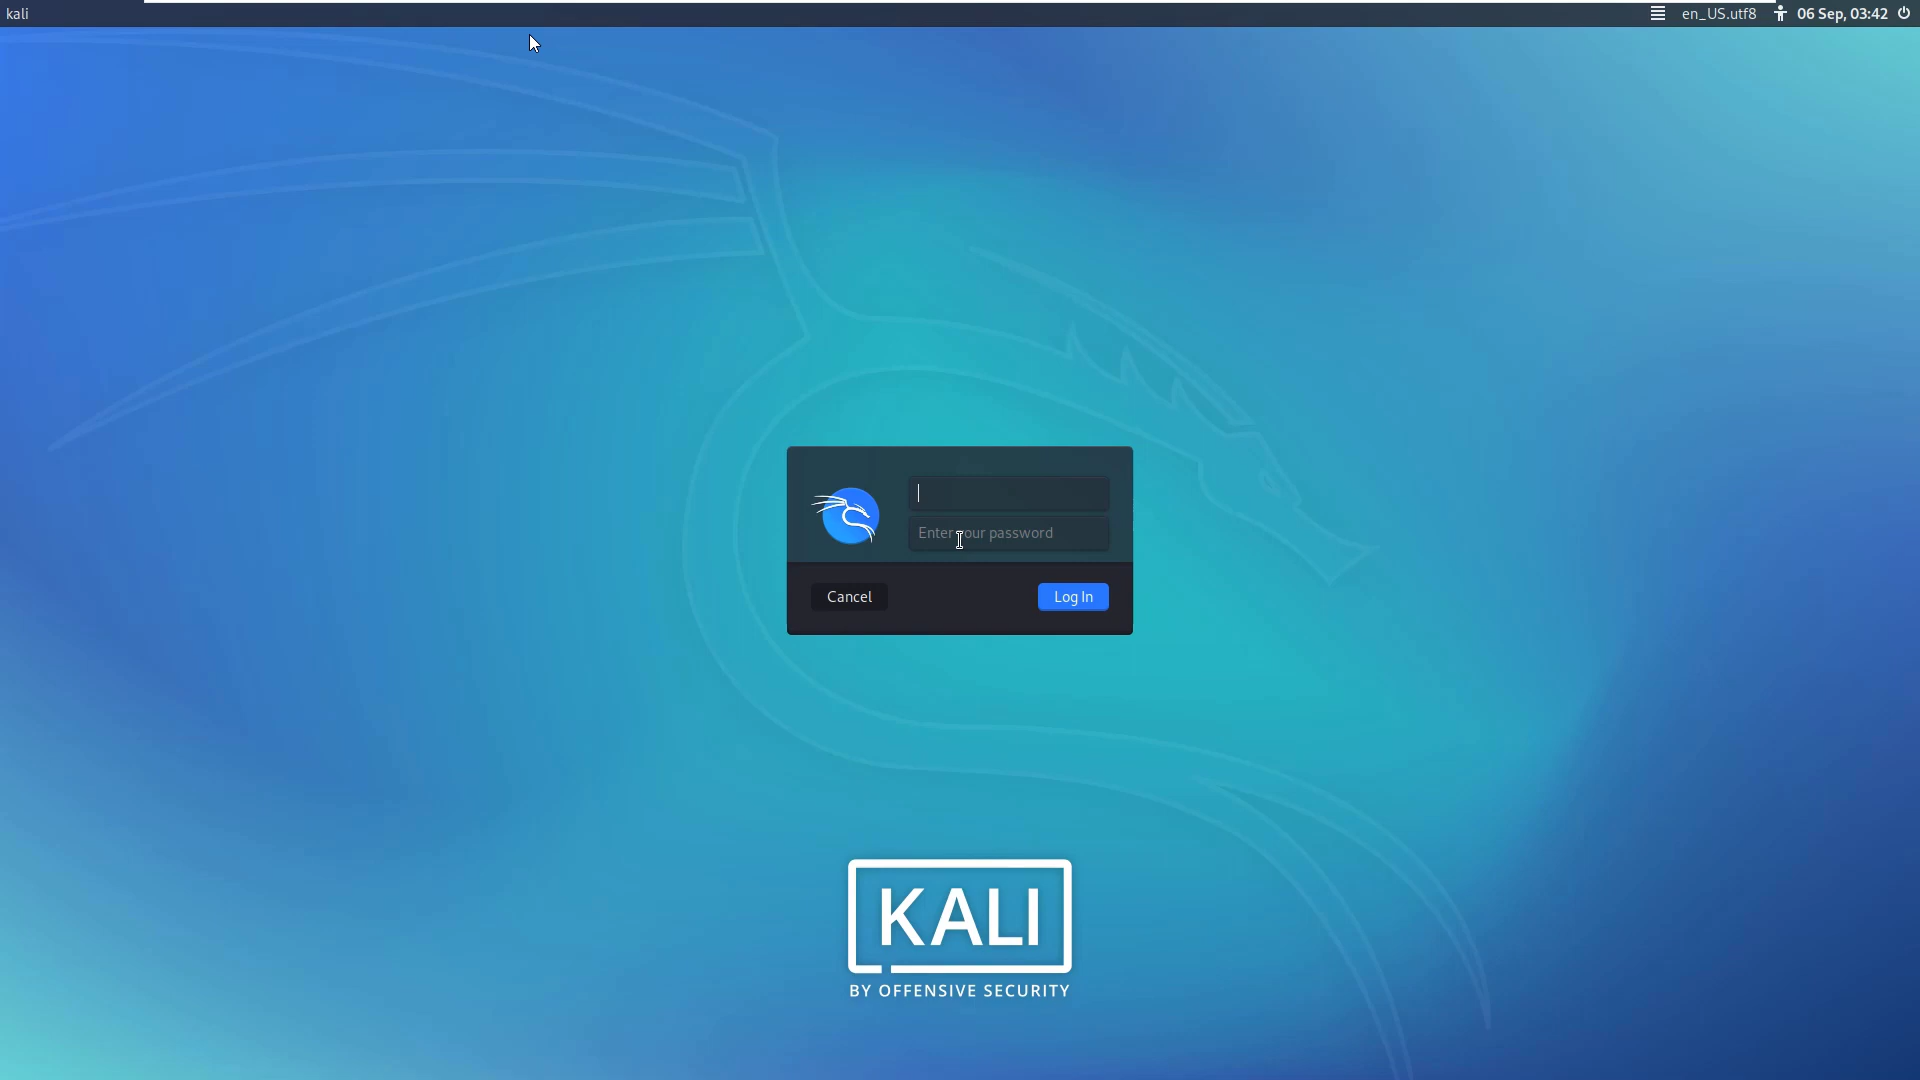 kali
en_US.utf8
06 Sep, 03:42
Enter your password
Cancel
Log In
KALI
BY OFFENSIVE SECURITY